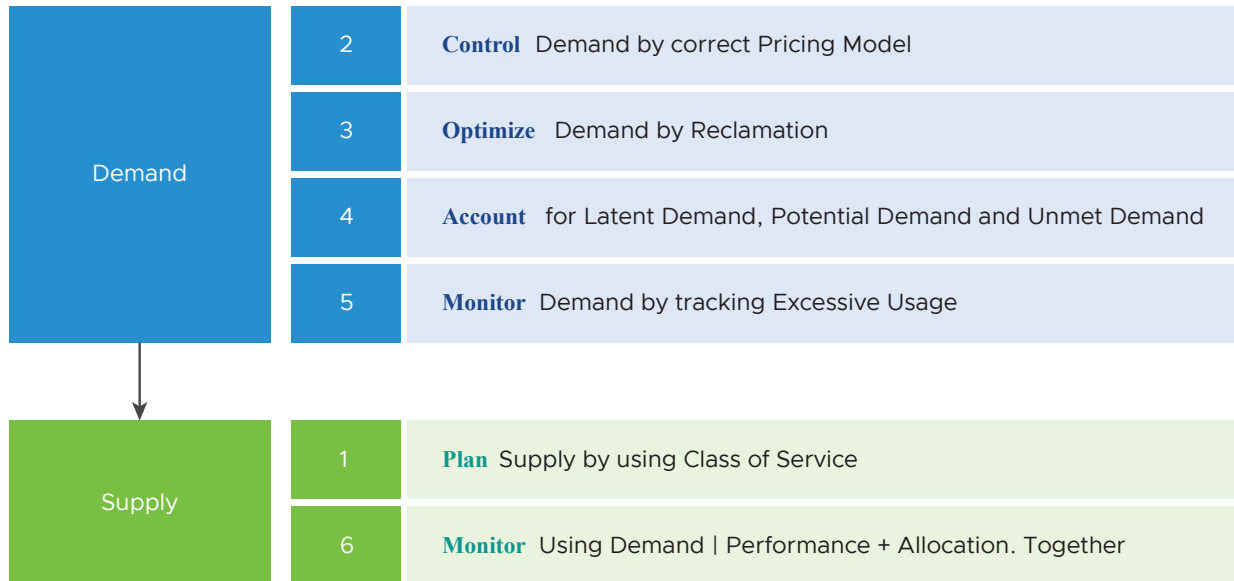 Demand
2 Control Demand by correct Pricing Model
3 Optimize Demand by Reclamation
4 Account for Latent Demand, Potential Demand and Unmet Demand
5 Monitor Demand by tracking Excessive Usage
Supply
1 Plan Supply by using Class of Service
6 Monitor Using Demand | Performance + Allocation. Together